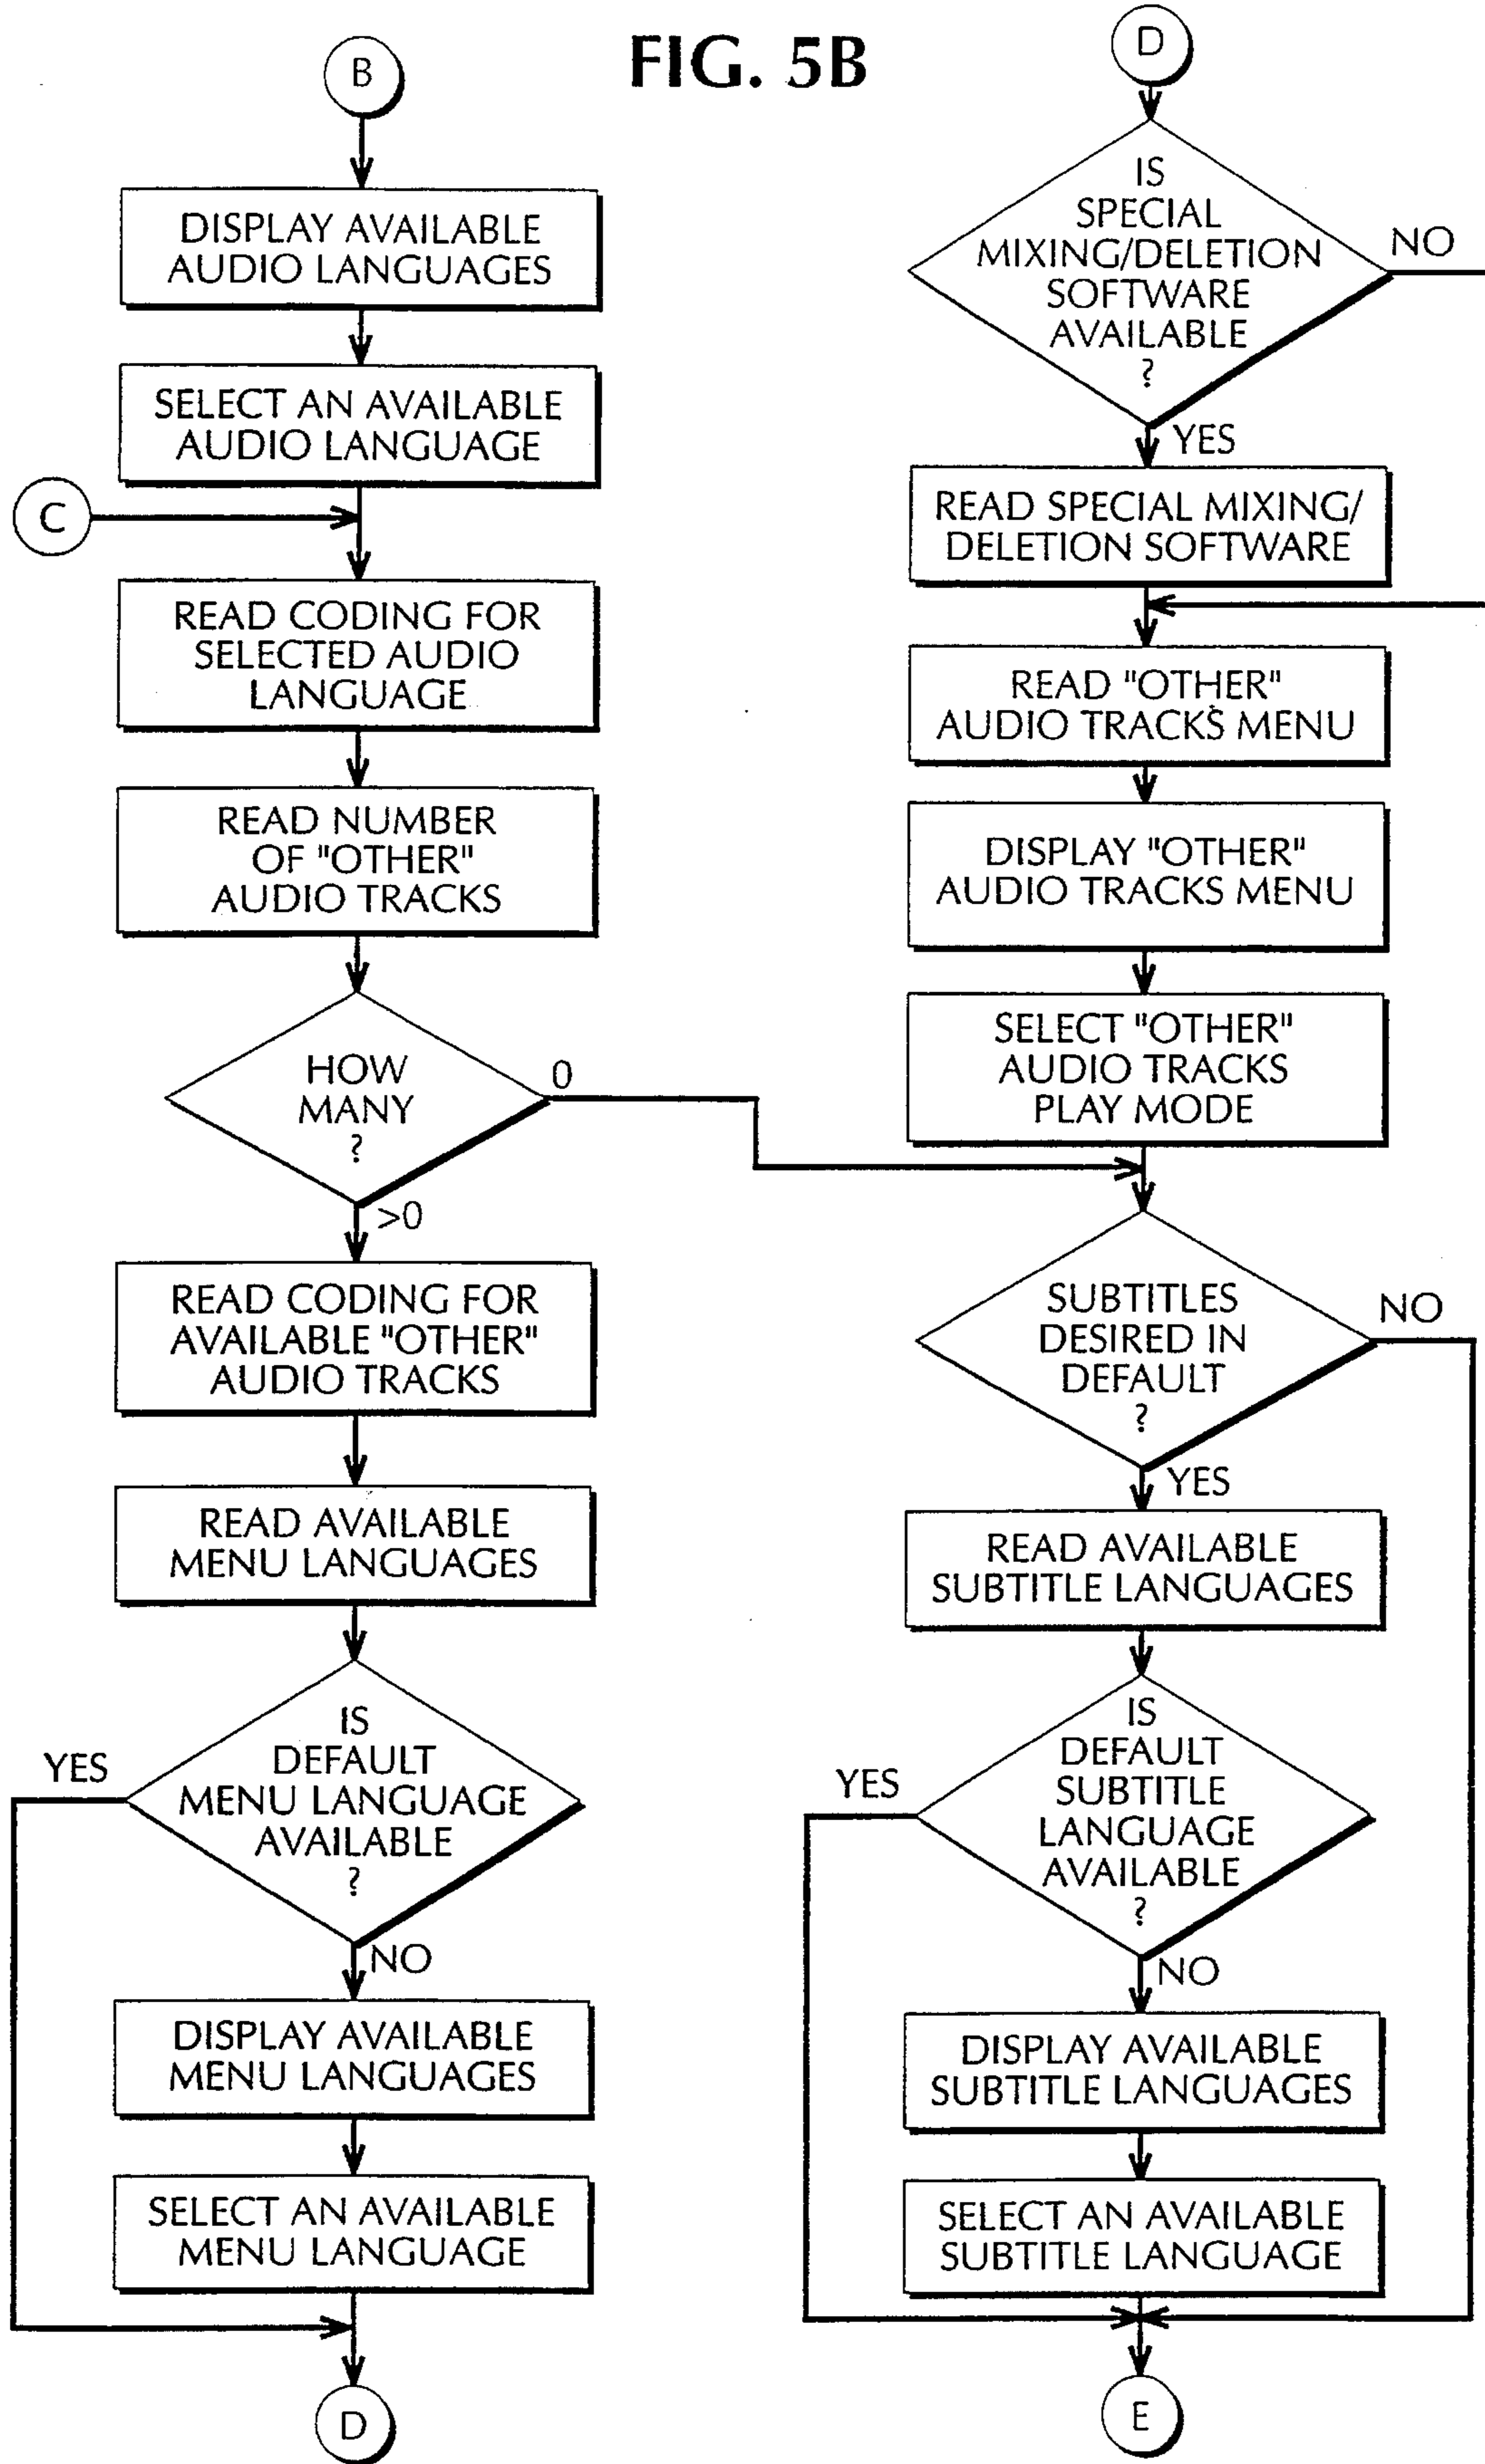 FIG. 5B
B
DISPLAY AVAILABLE
AUDIO LANGUAGES
SELECT AN AVAILABLE
AUDIO LANGUAGE
C
READ CODING FOR
SELECTED AUDIO
LANGUAGE
READ NUMBER
OF "OTHER"
AUDIO TRACKS
HOW
MANY
?
0
>0
READ CODING FOR
AVAILABLE "OTHER"
AUDIO TRACKS
READ AVAILABLE
MENU LANGUAGES
IS
DEFAULT
MENU LANGUAGE
AVAILABLE
?
YES
NO
DISPLAY AVAILABLE
MENU LANGUAGES
SELECT AN AVAILABLE
MENU LANGUAGE
D
D
IS
SPECIAL
MIXING/DELETION
SOFTWARE
AVAILABLE
?
NO
YES
READ SPECIAL MIXING/
DELETION SOFTWARE
READ "OTHER"
AUDIO TRACKS MENU
DISPLAY "OTHER"
AUDIO TRACKS MENU
SELECT "OTHER"
AUDIO TRACKS
PLAY MODE
SUBTITLES
DESIRED IN
DEFAULT
?
NO
YES
READ AVAILABLE
SUBTITLE LANGUAGES
IS
DEFAULT
SUBTITLE
LANGUAGE
AVAILABLE
?
YES
NO
DISPLAY AVAILABLE
SUBTITLE LANGUAGES
SELECT AN AVAILABLE
SUBTITLE LANGUAGE
E